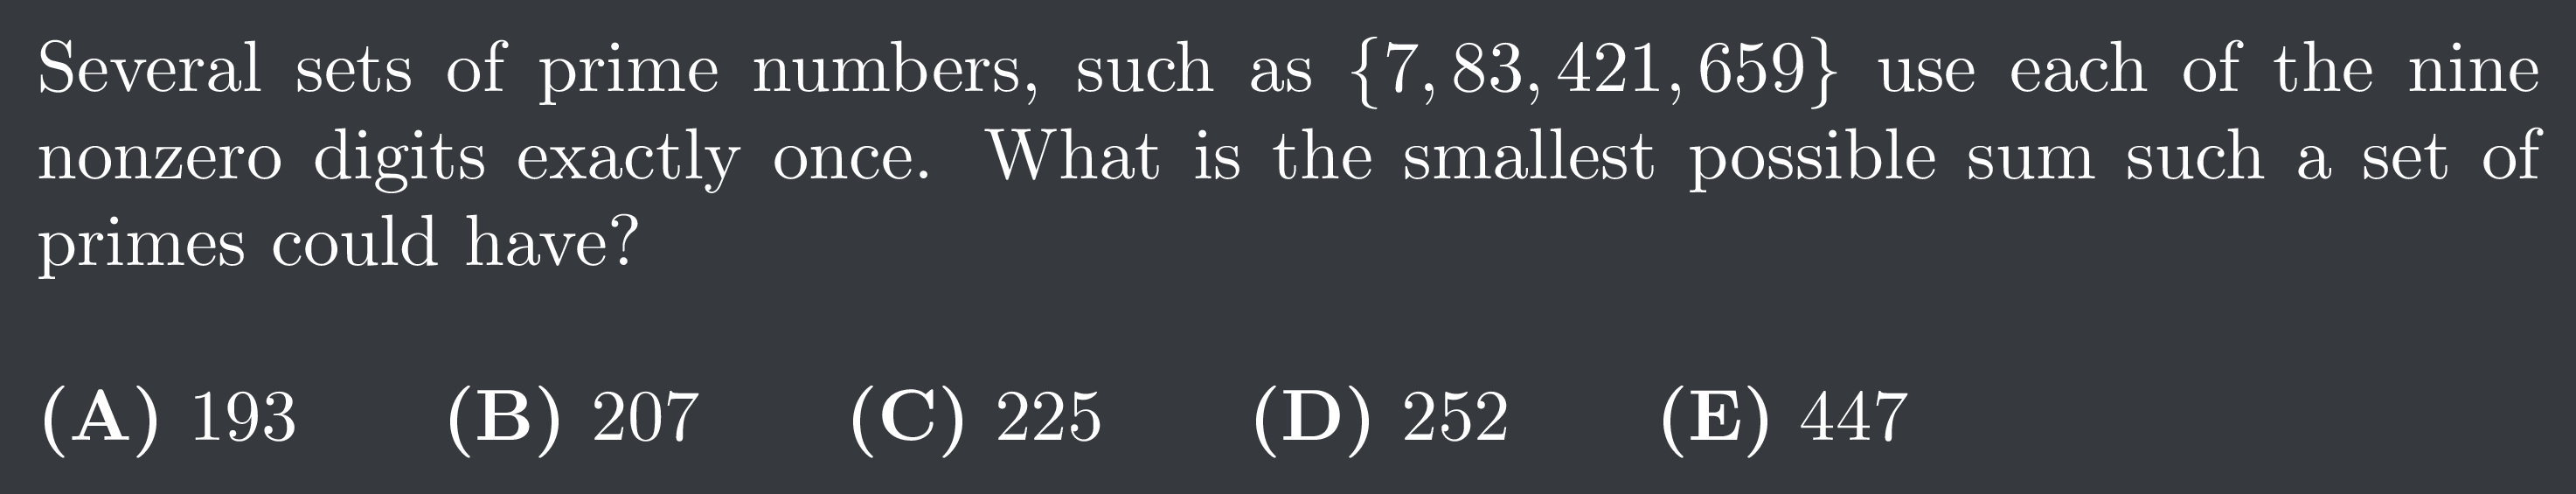 Several sets of prime numbers, such as {7, 83, 421, 659} use each of the nine
nonzero digits exactly once. What is the smallest possible sum such a set of
primes could have?
(A) 193 (B) 207 (C) 225 (D) 252 (E) 447